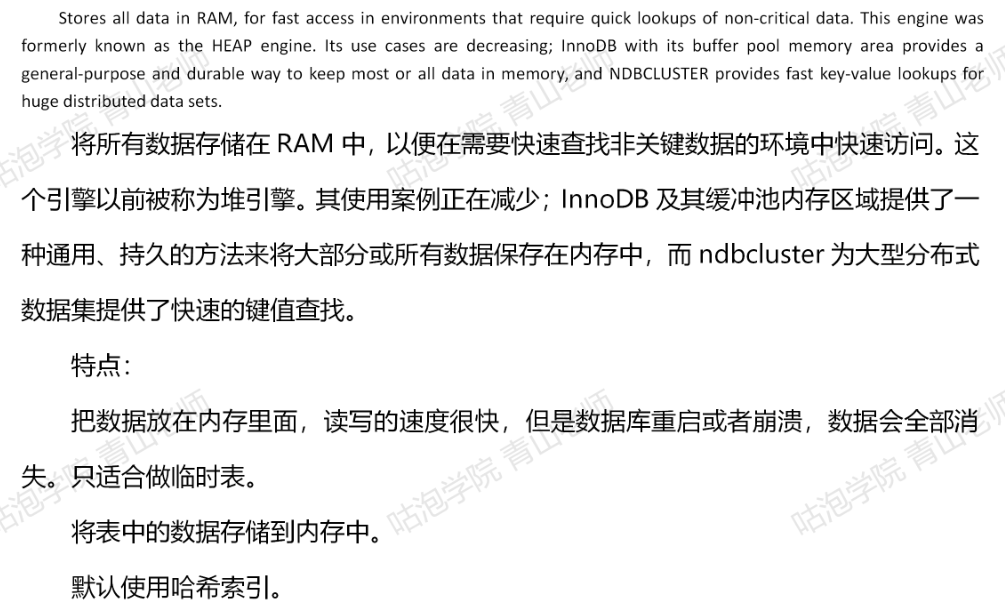 Stores all data in RAM, for fast access in environments that require quick lookups of non-critical data. This engine was
formerly known as the HEAP engine. Its use cases are decreasing; InnoDB with its buffer pool memory area provides a
general-purpose and durable way to keep most or all data in memory, and NDBCLUSTER provides fast key-value lookups for
huge distributed data sets.
将所有数据存储在 RAM 中，以便在需要快速查找非关键数据的环境中快速访问。这
个引擎以前被称为堆引擎。其使用案例正在减少；InnoDB 及其缓冲池内存区域提供了一
种通用、持久的方法来将大部分或所有数据保存在内存中，而 ndbcluster 为大型分布式
数据集提供了快速的键值查找。
特点：
把数据放在内存里面，读写的速度很快，但是数据库重启或者崩溃，数据会全部消
失。只适合做临时表。
将表中的数据存储到内存中。
默认使用哈希索引。
咕泡学院 青山老师
咕泡学院 青山老师
咕泡学院 青山老师
咕泡学院 青山老师
咕泡学院 青山老师
咕泡学院 青山老师